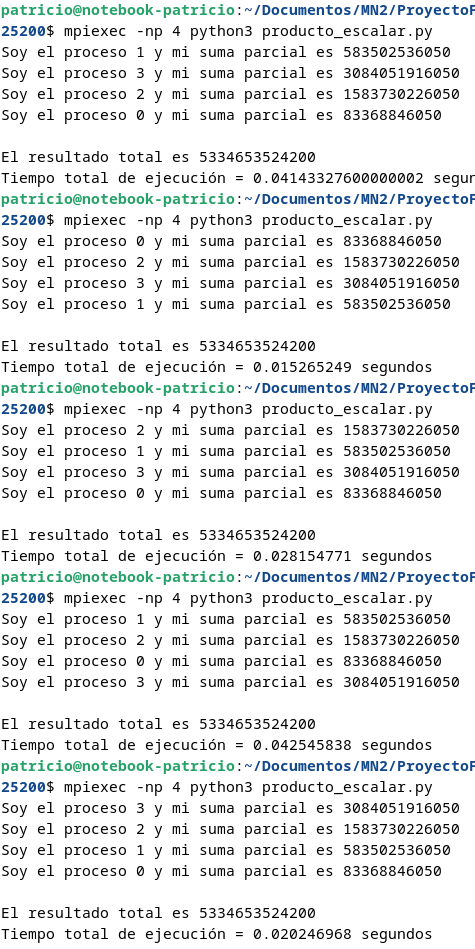 patricio@notebook-patricio:~/Documentos/MN2/ProyectoF
25200$ mpiexec -np 4 python3 producto_escalar.py
Soy el proceso 1 y mi suma parcial es 583502536050
Soy el proceso 3 y mi suma parcial es 3084051916050
Soy el proceso 2 y mi suma parcial es 1583730226050
Soy el proceso 0 y mi suma parcial es 83368846050
El resultado total es 5334653524200
Tiempo total de ejecución = 0.04143327600000002 segun
patricio@notebook-patricio:~/Documentos/MN2/ProyectoF
25200$ mpiexec -np 4 python3 producto_escalar.py
Soy el proceso 0 y mi suma parcial es 83368846050
Soy el proceso 2 y mi suma parcial es 1583730226050
Soy el proceso 3 y mi suma parcial es 3084051916050
Soy el proceso 1 y mi suma parcial es 583502536050
El resultado total es 5334653524200
Tiempo total de ejecución = 0.015265249 segundos
patricio@notebook-patricio:~/Documentos/MN2/ProyectoF
25200$ mpiexec -np 4 python3 producto_escalar.py
Soy el proceso 2 y mi suma parcial es 1583730226050
Soy el proceso 1 y mi suma parcial es 583502536050
Soy el proceso 3 y mi suma parcial es 3084051916050
Soy el proceso 0 y mi suma parcial es 83368846050
El resultado total es 5334653524200
Tiempo total de ejecución = 0.028154771 segundos
patricio@notebook-patricio:~/Documentos/MN2/ProyectoF
25200$ mpiexec -np 4 python3 producto_escalar.py
Soy el proceso 1 y mi suma parcial es 583502536050
Soy el proceso 2 y mi suma parcial es 1583730226050
Soy el proceso 0 y mi suma parcial es 83368846050
Soy el proceso 3 y mi suma parcial es 3084051916050
El resultado total es 5334653524200
Tiempo total de ejecución = 0.042545838 segundos
patricio@notebook-patricio:~/Documentos/MN2/ProyectoF
25200$ mpiexec -np 4 python3 producto_escalar.py
Soy el proceso 3 y mi suma parcial es 3084051916050
Soy el proceso 2 y mi suma parcial es 1583730226050
Soy el proceso 1 y mi suma parcial es 583502536050
Soy el proceso 0 y mi suma parcial es 83368846050
El resultado total es 5334653524200
Tiempo total de ejecución = 0.020246968 segundos